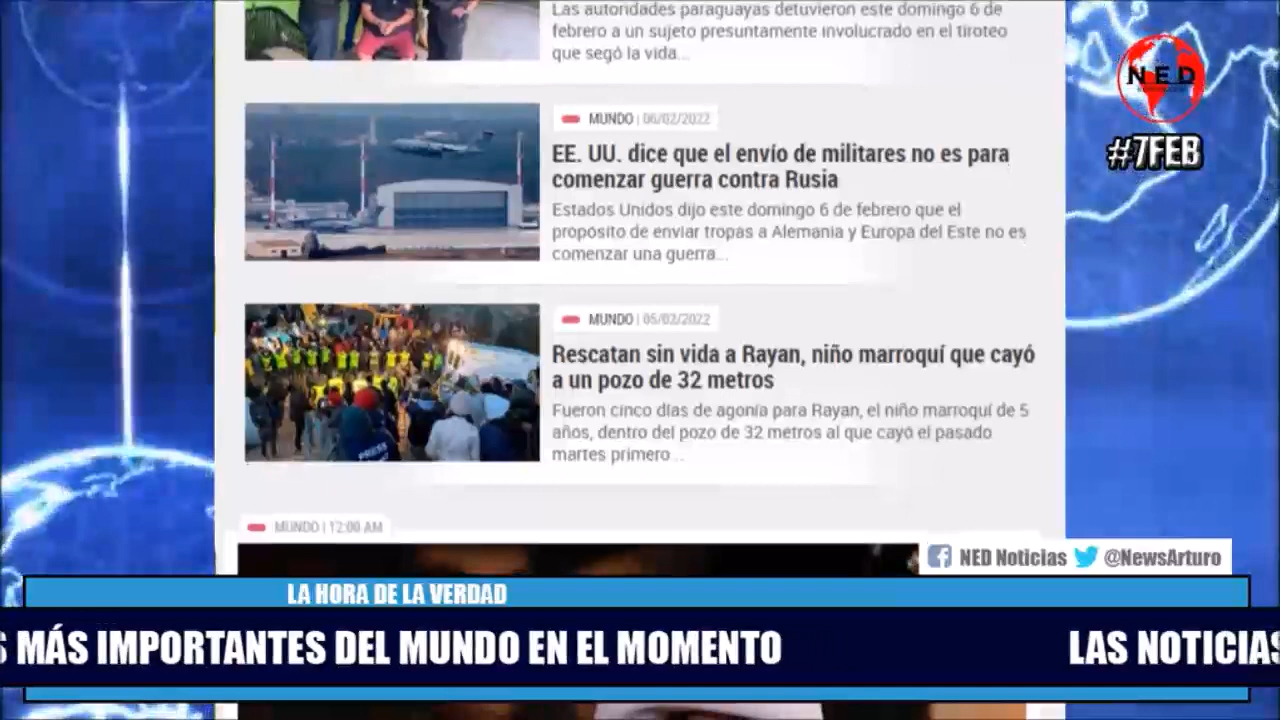 Las autoridades paraguayas detuvieron este domingo 6 de
febrero a un sujeto presuntamente involucrado en el tiroteo
que segó la vida...
MUNDO | 06/02/2022
EE. UU. dice que el envío de militares no es para
comenzar guerra contra Rusia
Estados Unidos dijo este domingo 6 de febrero que el
propósito de enviar tropas a Alemania y Europa del Este no es
comenzar una guerra...
MUNDO | 05/02/2022
Rescatan sin vida a Rayan, niño marroquí que cayó
a un pozo de 32 metros
Fueron cinco días de agonía para Rayan, el niño marroquí de 5
años, dentro del pozo de 32 metros al que cayó el pasado
martes primero ...
PRESS
MUNDO | 12:00 AM
NED
#7FEB
NED Noticias @NewsArturo
LA HORA DE LA VERDAD
S MÁS IMPORTANTES DEL MUNDO EN EL MOMENTO LAS NOTICIAS